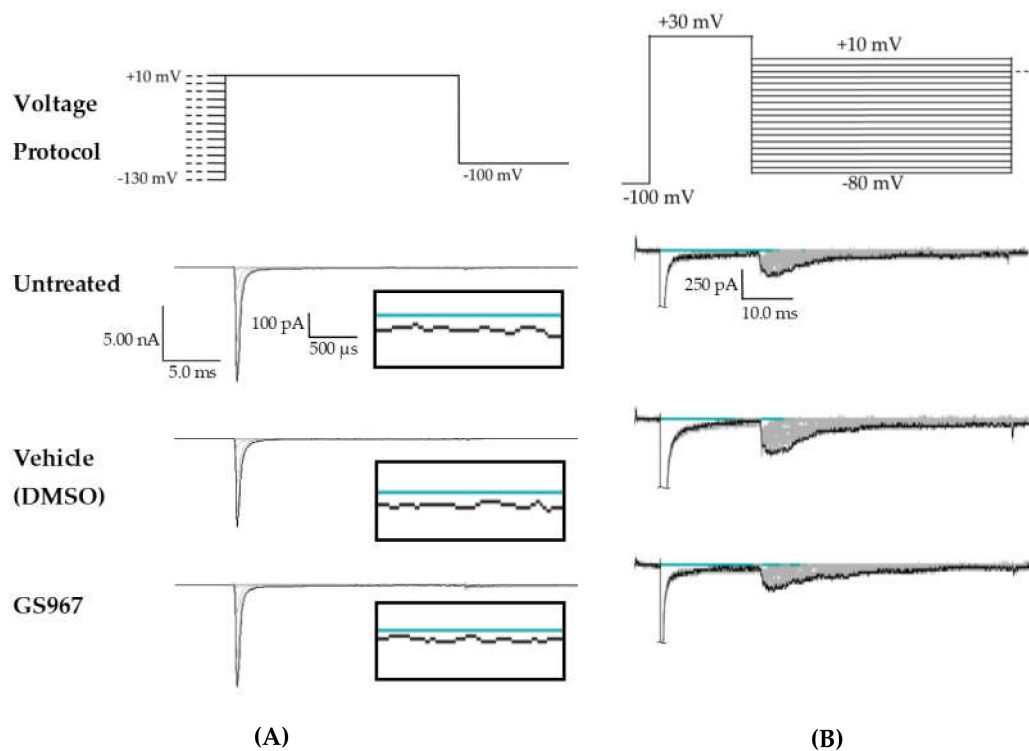 +30 mV
+10 mV
+10 mV
Voltage
Protocol
-130 mV
-100 mV
-100 mV
-80 mV
Untreated
5.00 nA
5.0 ms
100 pA
500 µs
250 pA
10.0 ms
Vehicle
(DMSO)
GS967
(A)
(B)